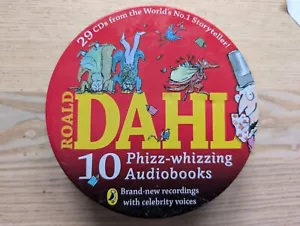 29 CDs from the World's No.1 Storyteller!
ROALD
DAHL
10 Phizz-whizzing
Audiobooks
Brand-new recordings
with celebrity voices